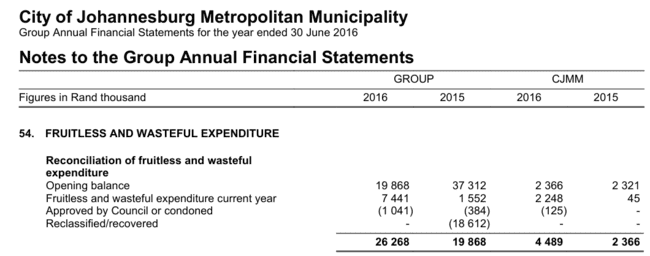 City of Johannesburg Metropolitan Municipality
Group Annual Financial Statements for the year ended 30 June 2016
Notes to the Group Annual Financial Statements
GROUP CJMM
Figures in Rand thousand 2016 2015 2016 2015
54. FRUITLESS AND WASTEFUL EXPENDITURE
Reconciliation of fruitless and wasteful
expenditure
Opening balance 19 868 37 312 2 366 2 321
Fruitless and wasteful expenditure current year 7 441 1 552 2 248 45
Approved by Council or condoned (1 041) (384) (125) -
Reclassified/recovered - (18 612) - -
26 268 19 868 4 489 2 366